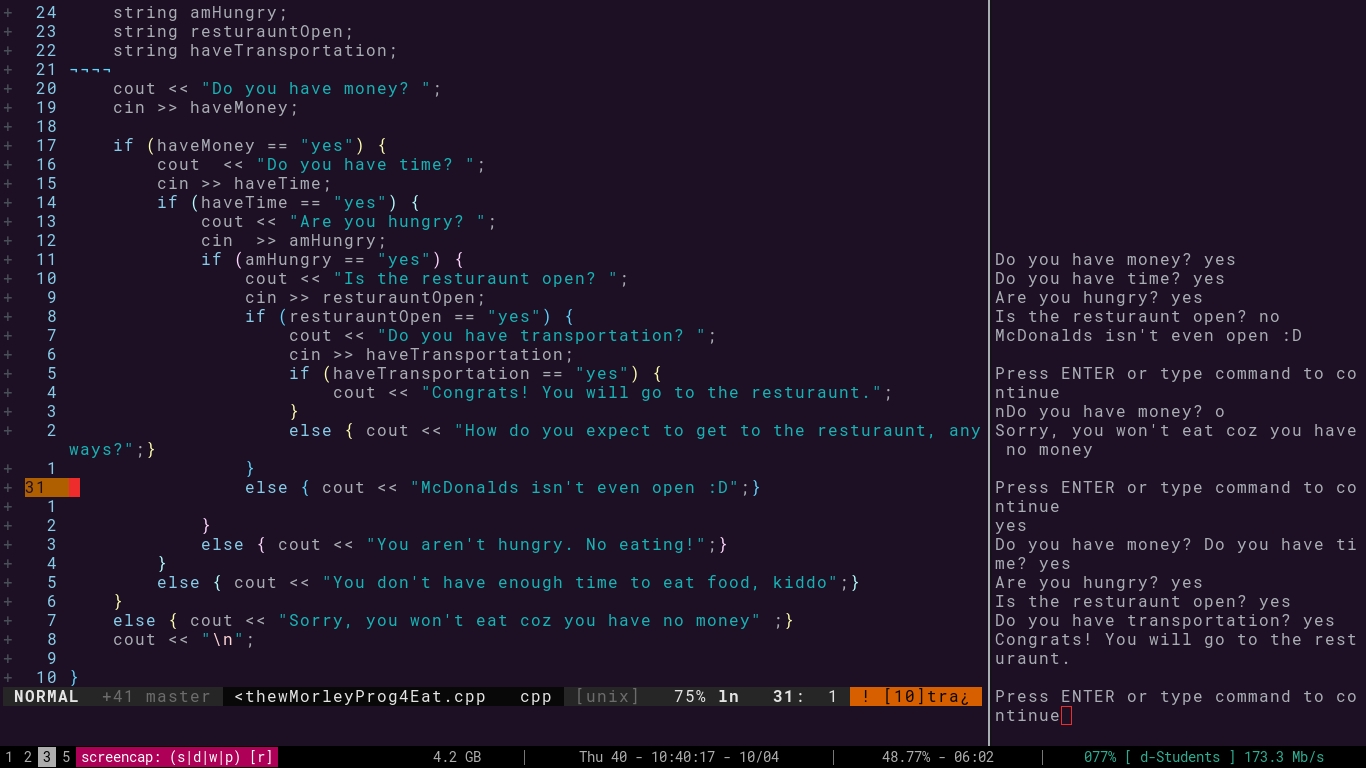 + 24 string amHungry;
+ 23 string resturauntOpen;
+ 22 string haveTransportation;
+ 21 ¬¬¬¬
+ 20 cout << "Do you have money? ";
+ 19 cin >> haveMoney;
+ 18
+ 17 if (haveMoney == "yes") {
+ 16 cout  << "Do you have time? ";
+ 15 cin >> haveTime;
+ 14 if (haveTime == "yes") {
+ 13 cout << "Are you hungry? ";
+ 12 cin  >> amHungry;
+ 11 if (amHungry == "yes") {
+ 10 cout << "Is the resturaunt open? ";
+ 9 cin >> resturauntOpen;
+ 8 if (resturauntOpen == "yes") {
+ 7 cout << "Do you have transportation? ";
+ 6 cin >> haveTransportation;
+ 5 if (haveTransportation == "yes") {
+ 4 cout << "Congrats! You will go to the resturaunt.";
+ 3 }
+ 2 else { cout << "How do you expect to get to the resturaunt, any
ways?";}
+ 1 }
+ 31 else { cout << "McDonalds isn't even open :D";}
+ 1
+ 2 }
+ 3 else { cout << "You aren't hungry. No eating!";}
+ 4 }
+ 5 else { cout << "You don't have enough time to eat food, kiddo";}
+ 6 }
+ 7 else { cout << "Sorry, you won't eat coz you have no money" ;}
+ 8 cout << "\n";
+ 9
+ 10 }
NORMAL +41 master <thewMorleyProg4Eat.cpp cpp [unix] 75% ln 31: 1 ! [10]tra¿
Do you have money? yes
Do you have time? yes
Are you hungry? yes
Is the resturaunt open? no
McDonalds isn't even open :D
Press ENTER or type command to co
ntinue
nDo you have money? o
Sorry, you won't eat coz you have
no money
Press ENTER or type command to co
ntinue
yes
Do you have money? Do you have ti
me? yes
Are you hungry? yes
Is the resturaunt open? yes
Do you have transportation? yes
Congrats! You will go to the rest
uraunt.
Press ENTER or type command to co
ntinue
1 2 3 5 screencap: (s|d|w|p) [r] 4.2 GB | Thu 40 - 10:40:17 - 10/04 | 48.77% - 06:02 | 077% [ d-Students ] 173.3 Mb/s